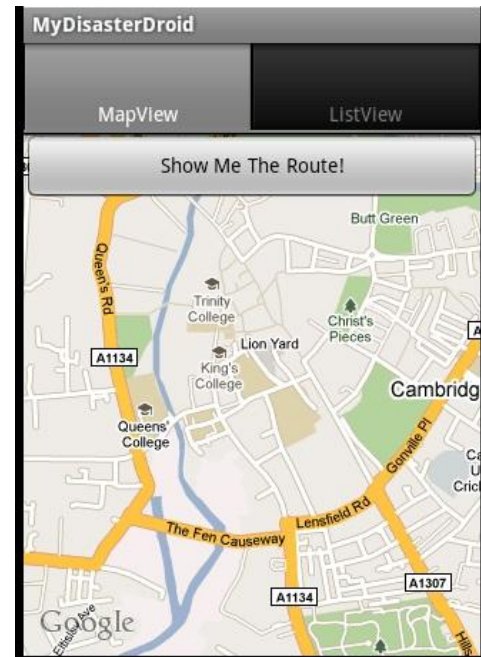 MyDisasterDroid
MapView
ListView
Show Me The Route!
Butt Green
Queen's Rd
Trinity
College
Christ's
Pieces
Lion Yard
A1134
King's
College
Cambridg
Queens'
College
Gonville Pl
Lensfield Rd
The Fen Causeway
A1307
A1134
Google
Hills